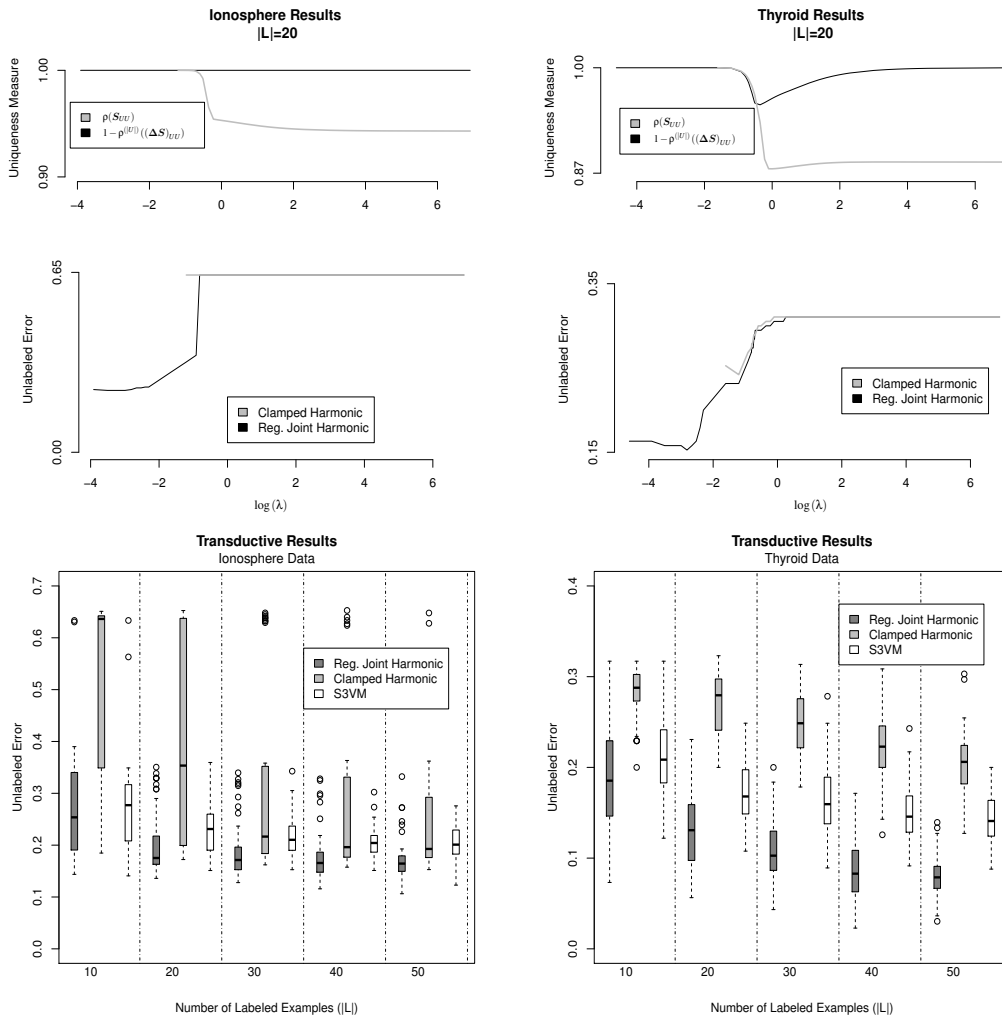 Ionosphere Results
|L|=20
Uniqueness Measure
1.00
0.90
ρ(S_UU)
1−ρ^(|U|)((ΔS)_UU)
−4 −2 0 2 4 6
Thyroid Results
|L|=20
Uniqueness Measure
1.00
0.87
ρ(S_UU)
1−ρ^(|U|)((ΔS)_UU)
−4 −2 0 2 4 6
Unlabeled Error
0.65
0.00
Clamped Harmonic
Reg. Joint Harmonic
−4 −2 0 2 4 6
log(λ)
Unlabeled Error
0.35
0.15
Clamped Harmonic
Reg. Joint Harmonic
−4 −2 0 2 4 6
log(λ)
Transductive Results
Ionosphere Data
Unlabeled Error
0.7
0.6
0.5
0.4
0.3
0.2
0.1
0.0
Reg. Joint Harmonic
Clamped Harmonic
S3VM
10 20 30 40 50
Number of Labeled Examples (|L|)
Transductive Results
Thyroid Data
Unlabeled Error
0.4
0.3
0.2
0.1
0.0
Reg. Joint Harmonic
Clamped Harmonic
S3VM
10 20 30 40 50
Number of Labeled Examples (|L|)